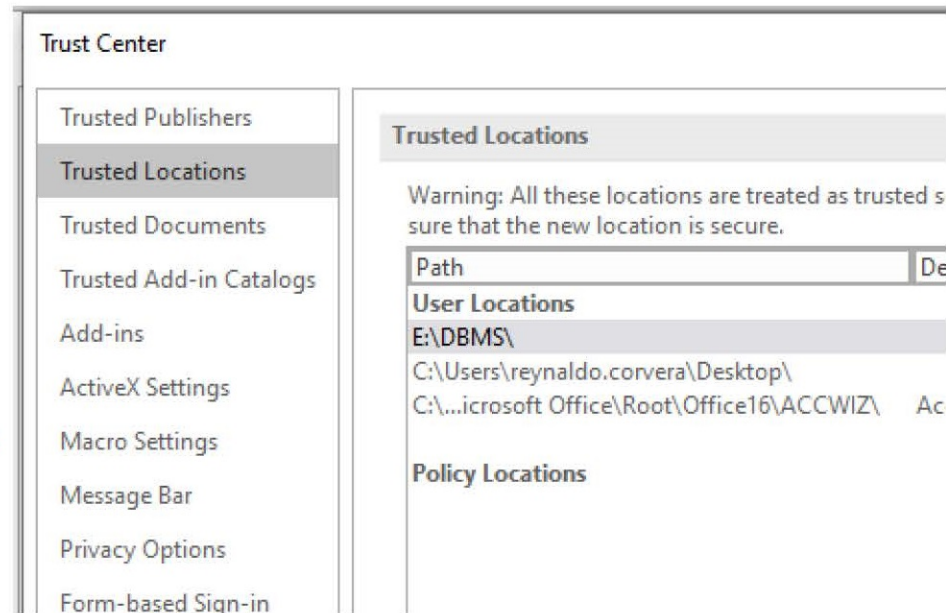 Trust Center
Trusted Publishers
Trusted Locations
Trusted Documents
Trusted Add-in Catalogs
Add-ins
ActiveX Settings
Macro Settings
Message Bar
Privacy Options
Form-based Sign-in
Trusted Locations
Warning: All these locations are treated as trusted
sure that the new location is secure.
Path
User Locations
E:\DBMS\
C:\Users\reynaldo.corvera\Desktop\
C:\...icrosoft Office\Root\Office16\ACCWIZ\
Policy Locations